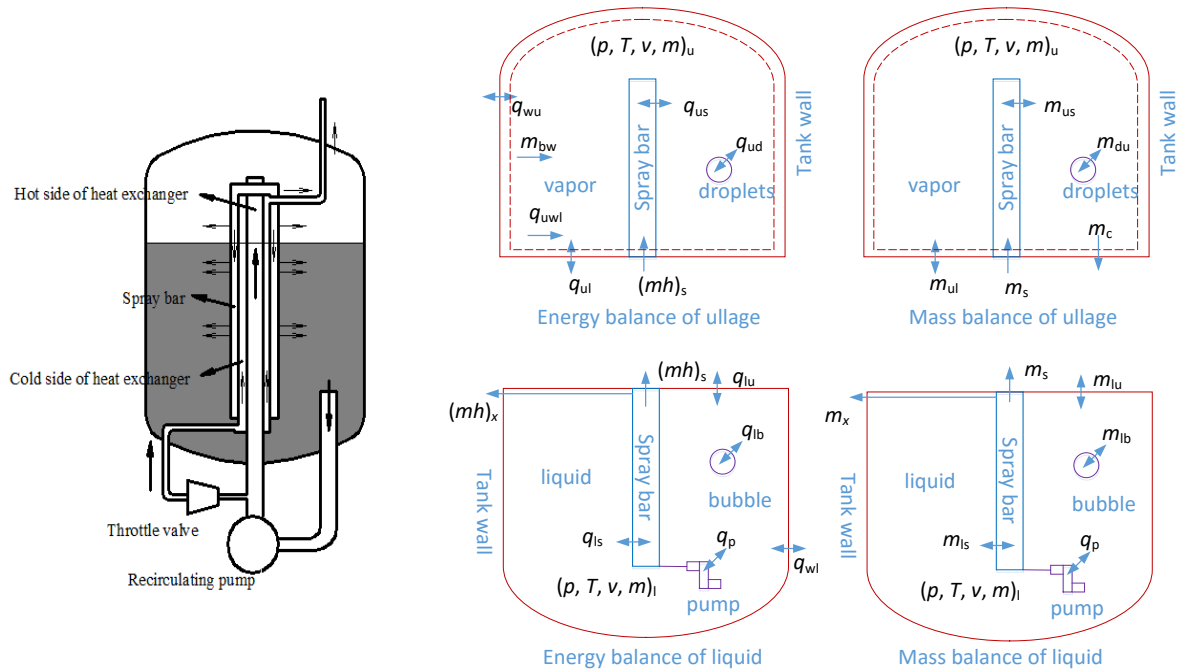 Hot side of heat exchanger
Spray bar
Cold side of heat exchanger
Throttle valve
Recirculating pump
(p, T, v, m)u
qwu
qus
mbw
qud
vapor
Spray bar
droplets
Tank wall
quwl
qul
(mh)s
Energy balance of ullage
(p, T, v, m)u
mus
mdu
vapor
Spray bar
droplets
Tank wall
mc
mul
ms
Mass balance of ullage
(mh)s
qlu
(mh)x
qlb
liquid
Spray bar
bubble
Tank wall
qls
qp
qwl
(p, T, v, m)l
pump
Energy balance of liquid
ms
mlu
mx
mlb
liquid
Spray bar
bubble
Tank wall
mls
qp
(p, T, v, m)l
pump
Mass balance of liquid